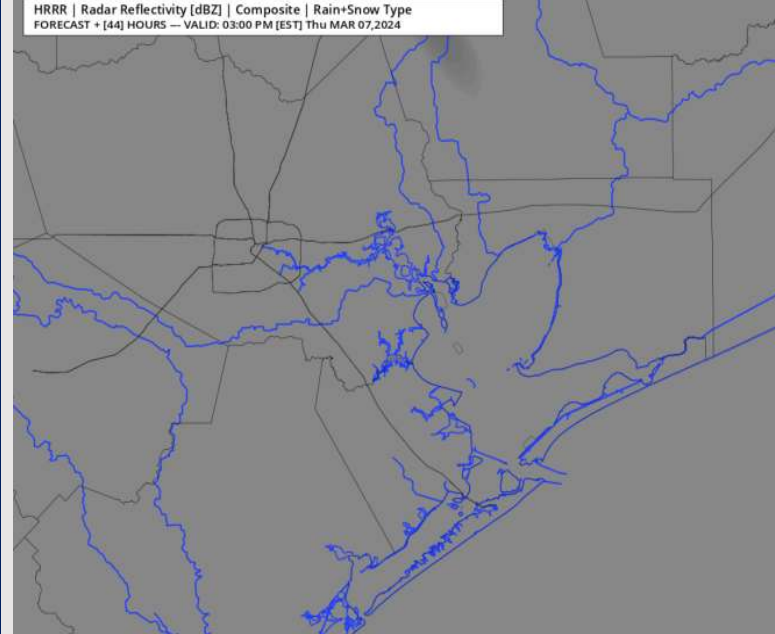 HRRR | Radar Reflectivity [dBZ] | Composite | Rain+Snow Type
FORECAST + [44] HOURS --- VALID: 03:00 PM [EST] Thu MAR 07,2024